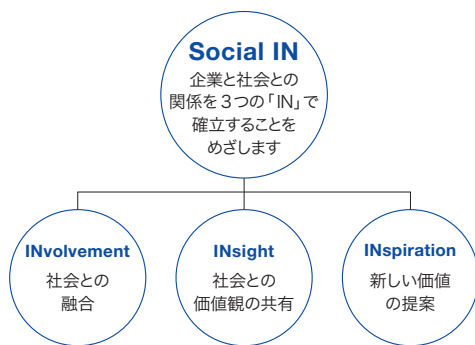 Social IN
企業と社会との
関係を3つの「IN」で
確立することを
めざします
INvolvement
社会との
融合
INsight
社会との
価値観の共有
INspiration
新しい価値
の提案